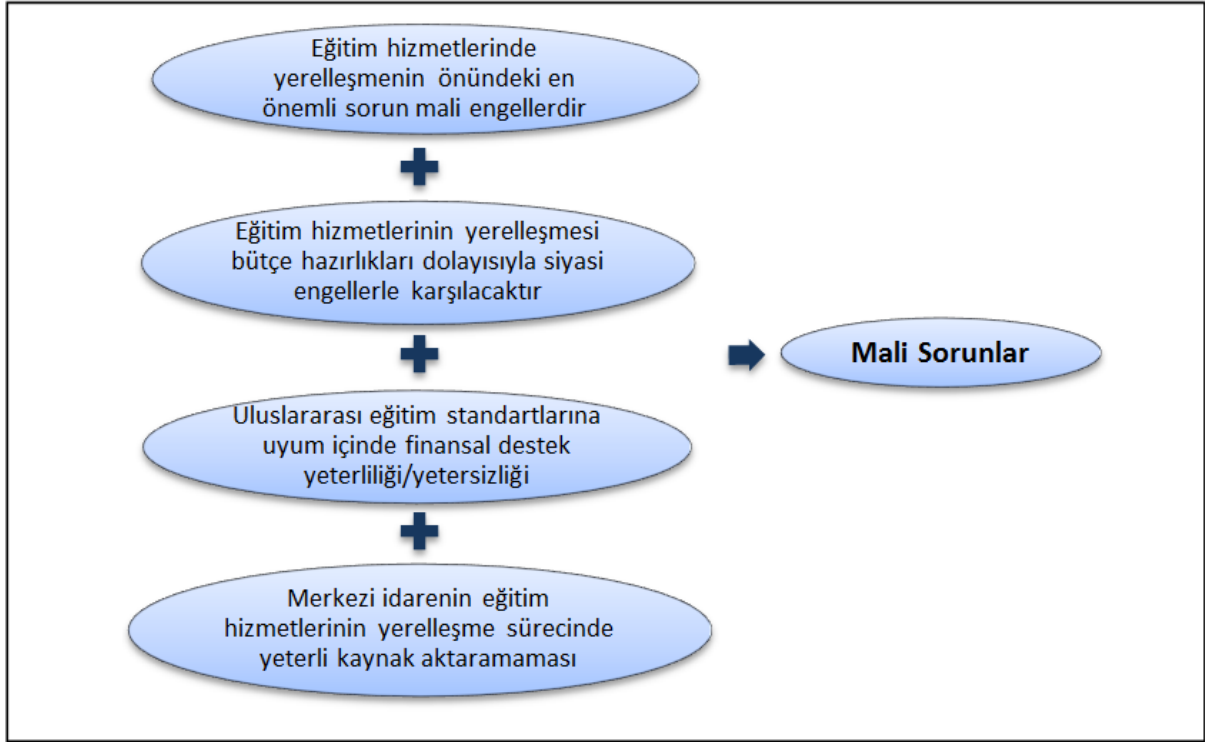 Eğitim hizmetlerinde
yerelleşmenin önündeki en
önemli sorun mali engellerdir
Eğitim hizmetlerinin yerelleşmesi
bütçe hazırlıkları dolayısıyla siyasi
engellerle karşılacaktır
Uluslararası eğitim standartlarına
uyum içinde finansal destek
yeterliliği/yetersizliği
Merkezi idarenin eğitim
hizmetlerinin yerelleşme sürecinde
yeterli kaynak aktaramaması
Mali Sorunlar